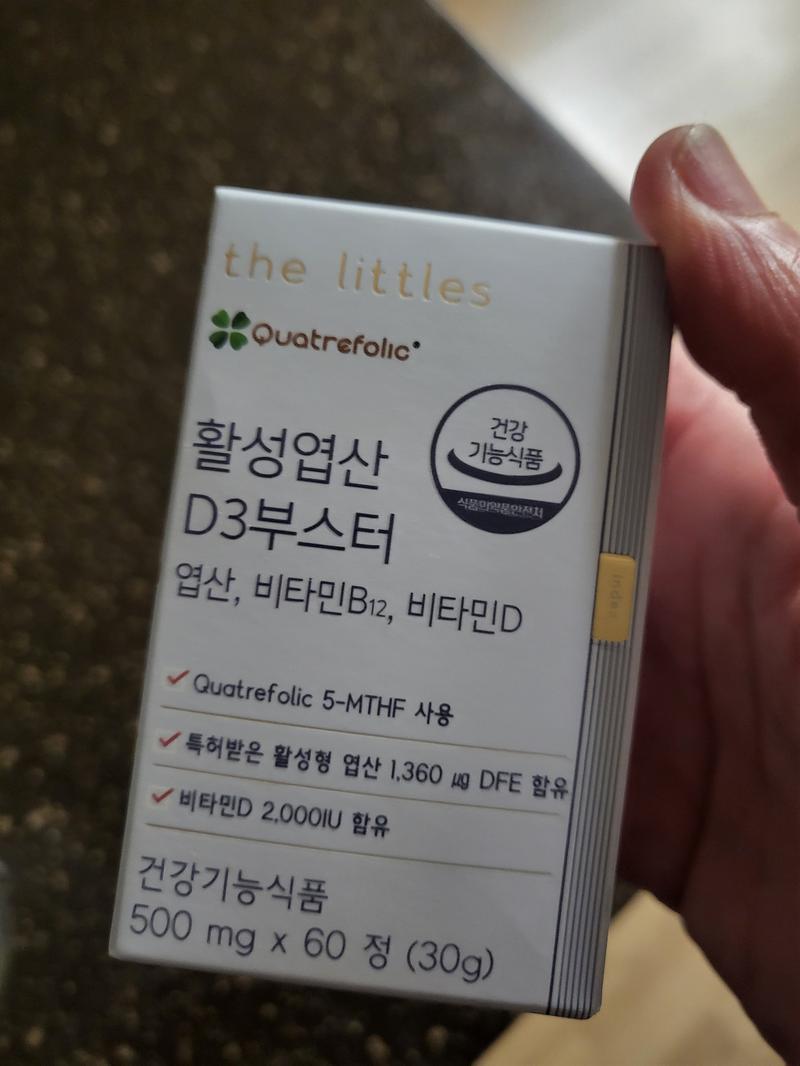 the littles
Quatrefolic®
건강
기능식품
식품의약품안전처
활성엽산
D3부스터
엽산, 비타민B12, 비타민D
Quatrefolic 5-MTHF 사용
특허받은 활성형 엽산 1,360 ㎍ DFE 함유
비타민D 2,000IU 함유
건강기능식품
500 mg x 60 정 (30g)